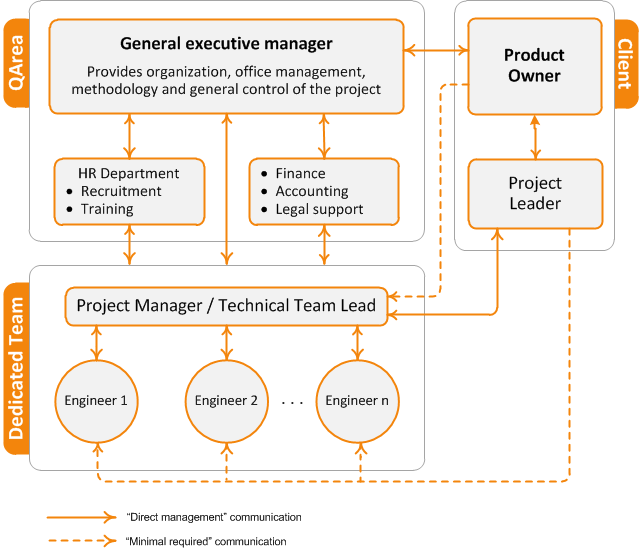 QArea
General executive manager
Provides organization, office management,
methodology and general control of the project
Product
Owner
Client
HR Department
• Recruitment
• Training
• Finance
• Accounting
• Legal support
Project
Leader
Dedicated Team
Project Manager / Technical Team Lead
Engineer 1
Engineer 2
. . .
Engineer n
“Direct management” communication
“Minimal required” communication